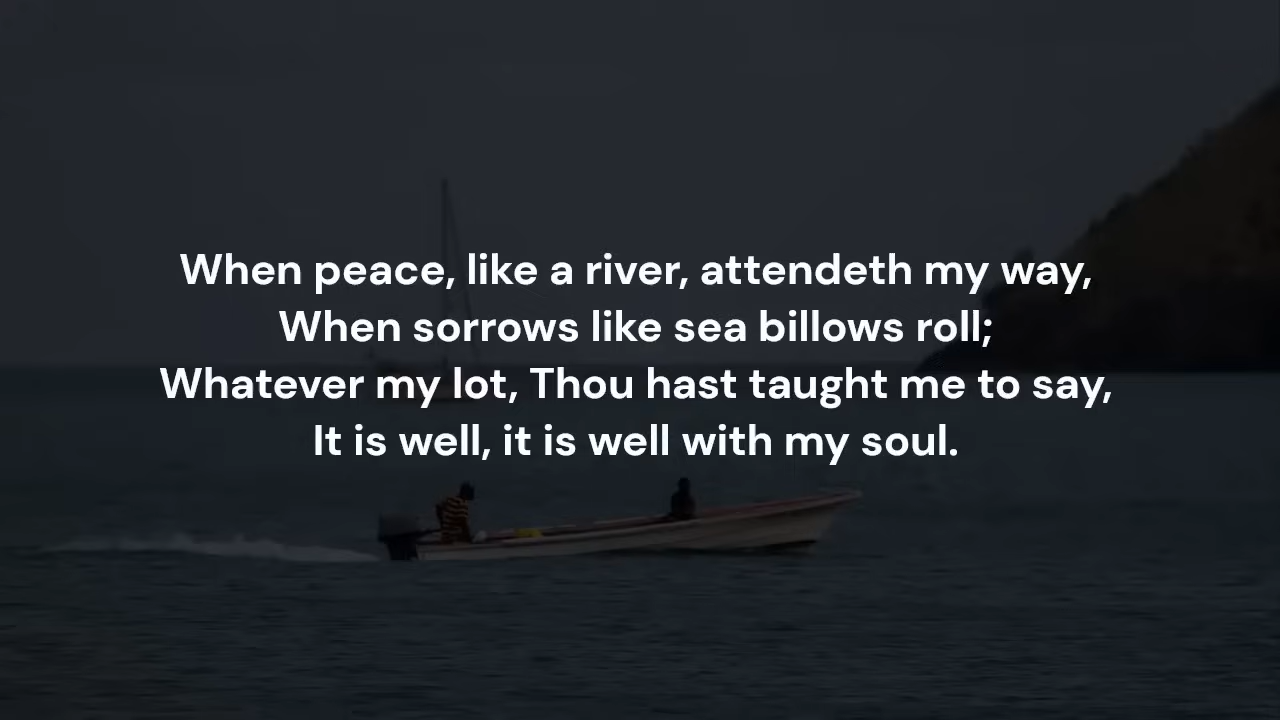 When peace, like a river, attendeth my way,
When sorrows like sea billows roll;
Whatever my lot, Thou hast taught me to say,
It is well, it is well with my soul.